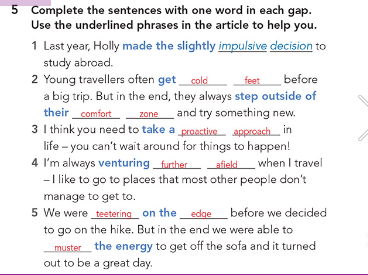 5 Complete the sentences with one word in each gap.
Use the underlined phrases in the article to help you.
1 Last year, Holly made the slightly impulsive decision to
study abroad.
2 Young travellers often get cold feet before
a big trip. But in the end, they always step outside of
their comfort zone and try something new.
3 I think you need to take a proactive approach in
life – you can't wait around for things to happen!
4 I'm always venturing further afield when I travel
– I like to go to places that most other people don't
manage to get to.
5 We were teetering on the edge before we decided
to go on the hike. But in the end we were able to
muster the energy to get off the sofa and it turned
out to be a great day.